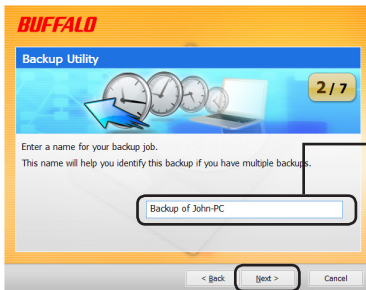 BUFFALO
Backup Utility
2 / 7
Enter a name for your backup job.
This name will help you identify this backup if you have multiple backups.
Backup of John-PC
< Back
Next >
Cancel